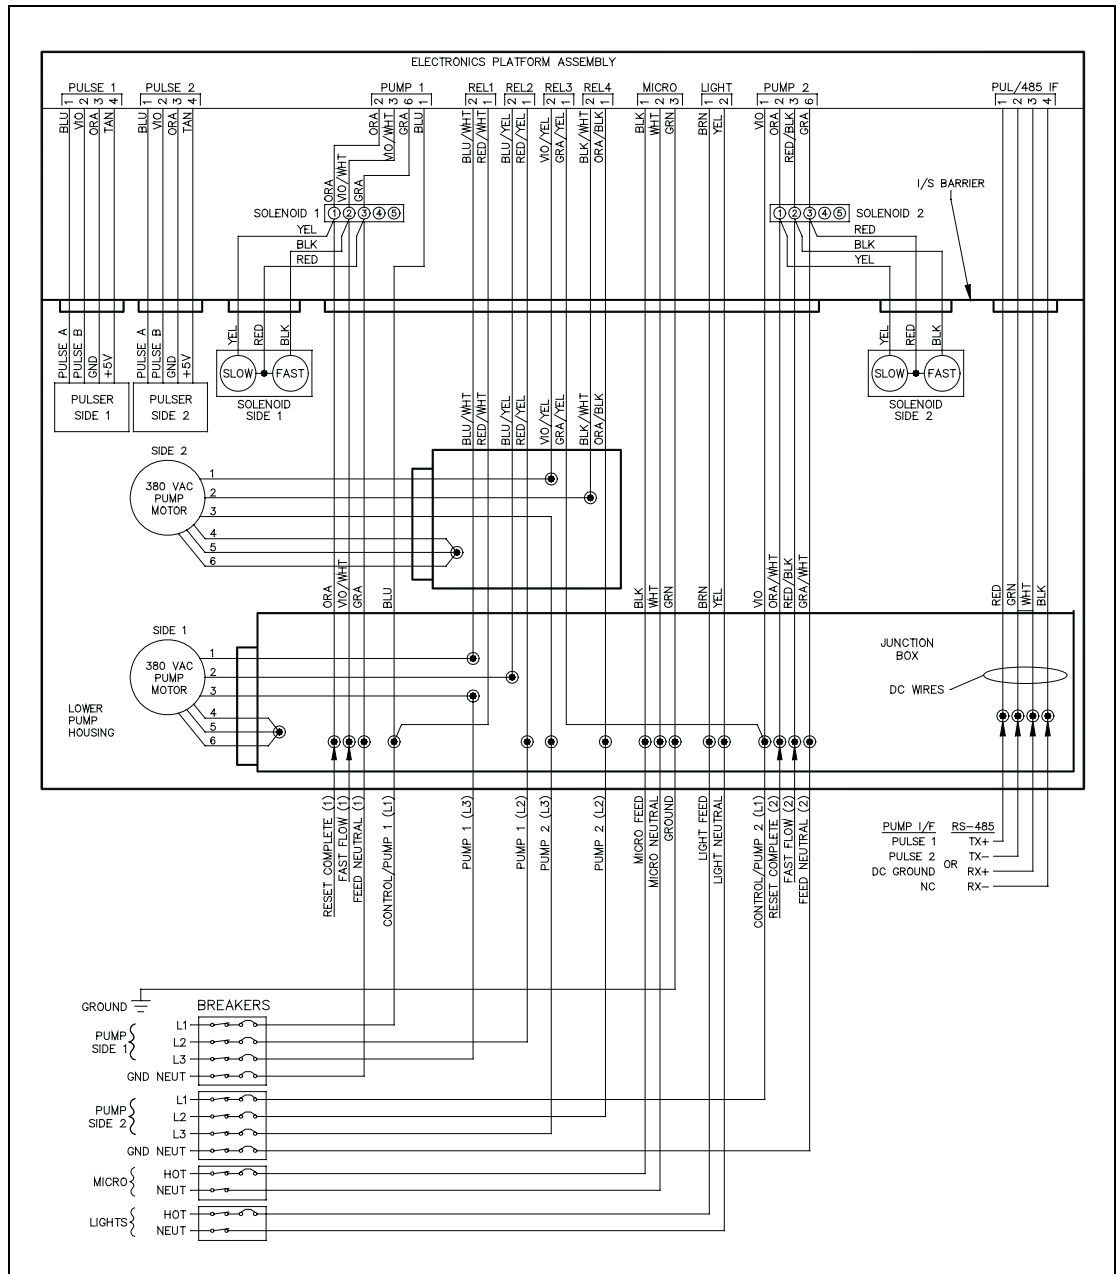 ELECTRONICS PLATFORM ASSEMBLY
PULSE 1
PULSE 2
PUMP 1
REL1
REL2
REL3
REL4
MICRO
LIGHT
PUMP 2
PUL/485 IF
1 2 3 4
1 2 3 4
2 3 6 1
2 1
2 1
2 1
2 1
1 2 3
1 2
1 2 3 6
1 2 3 4
BLU
VIO
ORA
TAN
BLU
VIO
ORA
TAN
ORA
VIO/WHT
GRA
BLU
BLU/WHT
RED/WHT
BLU/YEL
RED/YEL
VIO/YEL
GRA/YEL
BLK/WHT
ORA/BLK
BLK
WHT
GRN
BRN
YEL
VIO
ORA
RED/BLK
GRA
ORA
VIO/WHT
GRA
I/S BARRIER
SOLENOID 1
1 2 3 4 5
1 2 3 4 5
SOLENOID 2
YEL
BLK
RED
RED
BLK
YEL
PULSE A
PULSE B
GND
+5V
PULSE A
PULSE B
GND
+5V
YEL
RED
BLK
YEL
RED
BLK
SLOW
FAST
SLOW
FAST
PULSER
SIDE 1
PULSER
SIDE 2
SOLENOID
SIDE 1
SOLENOID
SIDE 2
BLU/WHT
RED/WHT
BLU/YEL
RED/YEL
VIO/YEL
GRA/YEL
BLK/WHT
ORA/BLK
SIDE 2
380 VAC
PUMP
MOTOR
1
2
3
4
5
6
ORA
VIO/WHT
GRA
BLU
BLK
WHT
GRN
BRN
YEL
VIO
ORA/WHT
RED/BLK
GRA/WHT
RED
GRN
WHT
BLK
SIDE 1
380 VAC
PUMP
MOTOR
1
2
3
4
5
6
JUNCTION
BOX
DC WIRES
LOWER
PUMP
HOUSING
RESET COMPLETE (1)
FAST FLOW (1)
FEED NEUTRAL (1)
CONTROL/PUMP 1 (L1)
PUMP 1 (L3)
PUMP 1 (L2)
PUMP 2 (L3)
PUMP 2 (L2)
MICRO FEED
MICRO NEUTRAL
GROUND
LIGHT FEED
LIGHT NEUTRAL
CONTROL/PUMP 2 (L1)
RESET COMPLETE (2)
FAST FLOW (2)
FEED NEUTRAL (2)
PUMP I/F RS-485
PULSE 1 TX+
PULSE 2 TX-
OR
DC GROUND RX+
NC RX-
GROUND
BREAKERS
PUMP
SIDE 1
L1
L2
L3
GND NEUT
PUMP
SIDE 2
L1
L2
L3
GND NEUT
MICRO
HOT
NEUT
LIGHTS
HOT
NEUT